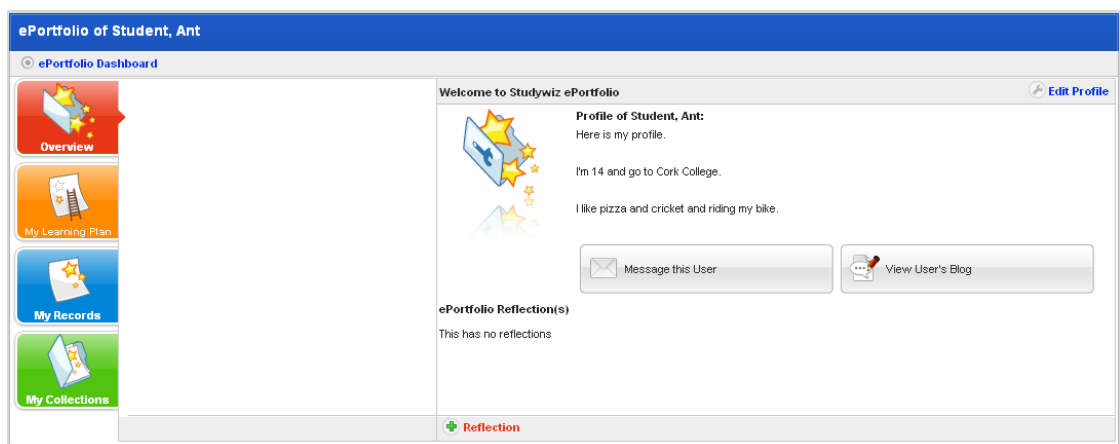 ePortfolio of Student, Ant
ePortfolio Dashboard
Overview
My Learning Plan
My Records
My Collections
Welcome to Studywiz ePortfolio
Edit Profile
Profile of Student, Ant:
Here is my profile.
I'm 14 and go to Cork College.
I like pizza and cricket and riding my bike.
Message this User
View User's Blog
ePortfolio Reflection(s)
This has no reflections
Reflection